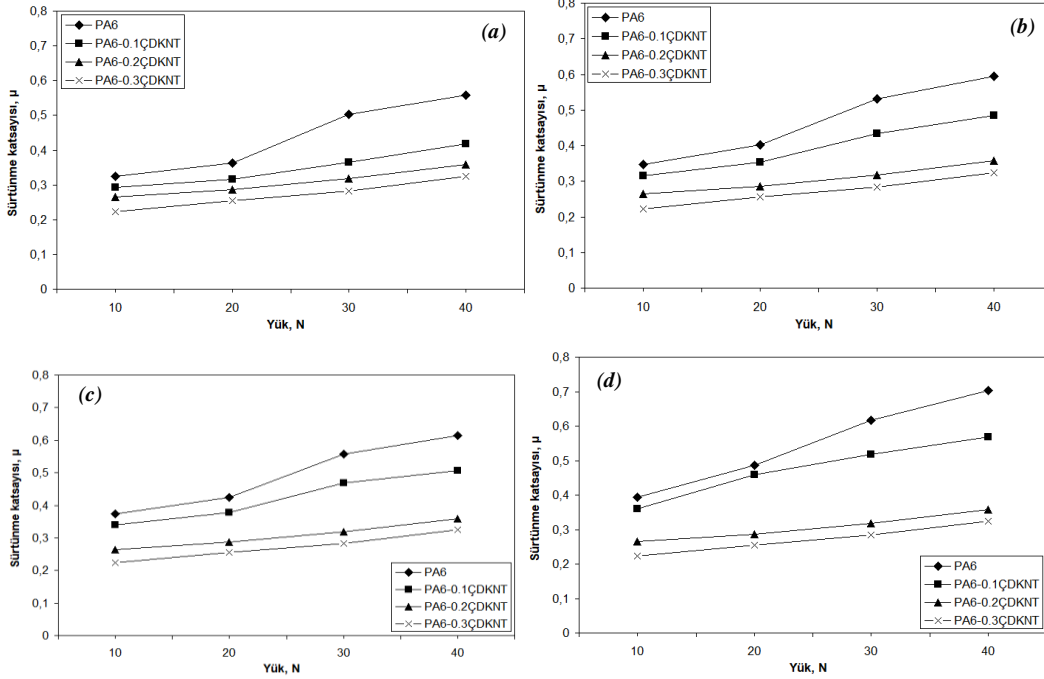 0,8
0,7
0,6
0,5
0,4
0,3
0,2
0,1
0
Sürtünme katsayısı, µ
PA6
PA6-0.1ÇDKNT
PA6-0.2ÇDKNT
PA6-0.3ÇDKNT
(a)
10 20 30 40
Yük, N
0,8
0,7
0,6
0,5
0,4
0,3
0,2
0,1
0
Sürtünme katsayısı, µ
PA6
PA6-0.1ÇDKNT
PA6-0.2ÇDKNT
PA6-0.3ÇDKNT
(b)
10 20 30 40
Yük, N
0,8
0,7
0,6
0,5
0,4
0,3
0,2
0,1
0
Sürtünme katsayısı, µ
(c)
PA6
PA6-0.1ÇDKNT
PA6-0.2ÇDKNT
PA6-0.3ÇDKNT
10 20 30 40
Yük, N
0,8
0,7
0,6
0,5
0,4
0,3
0,2
0,1
0
Sürtünme katsayısı, µ
(d)
PA6
PA6-0.1ÇDKNT
PA6-0.2ÇDKNT
PA6-0.3ÇDKNT
10 20 30 40
Yük, N